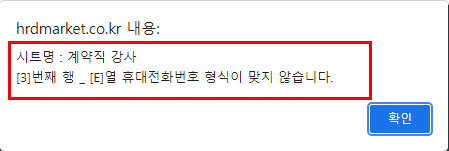 hrdmarket.co.kr 내용:
시트명 : 계약직 강사
[3]번째 행 _ [E]열 휴대전화번호 형식이 맞지 않습니다.
확인